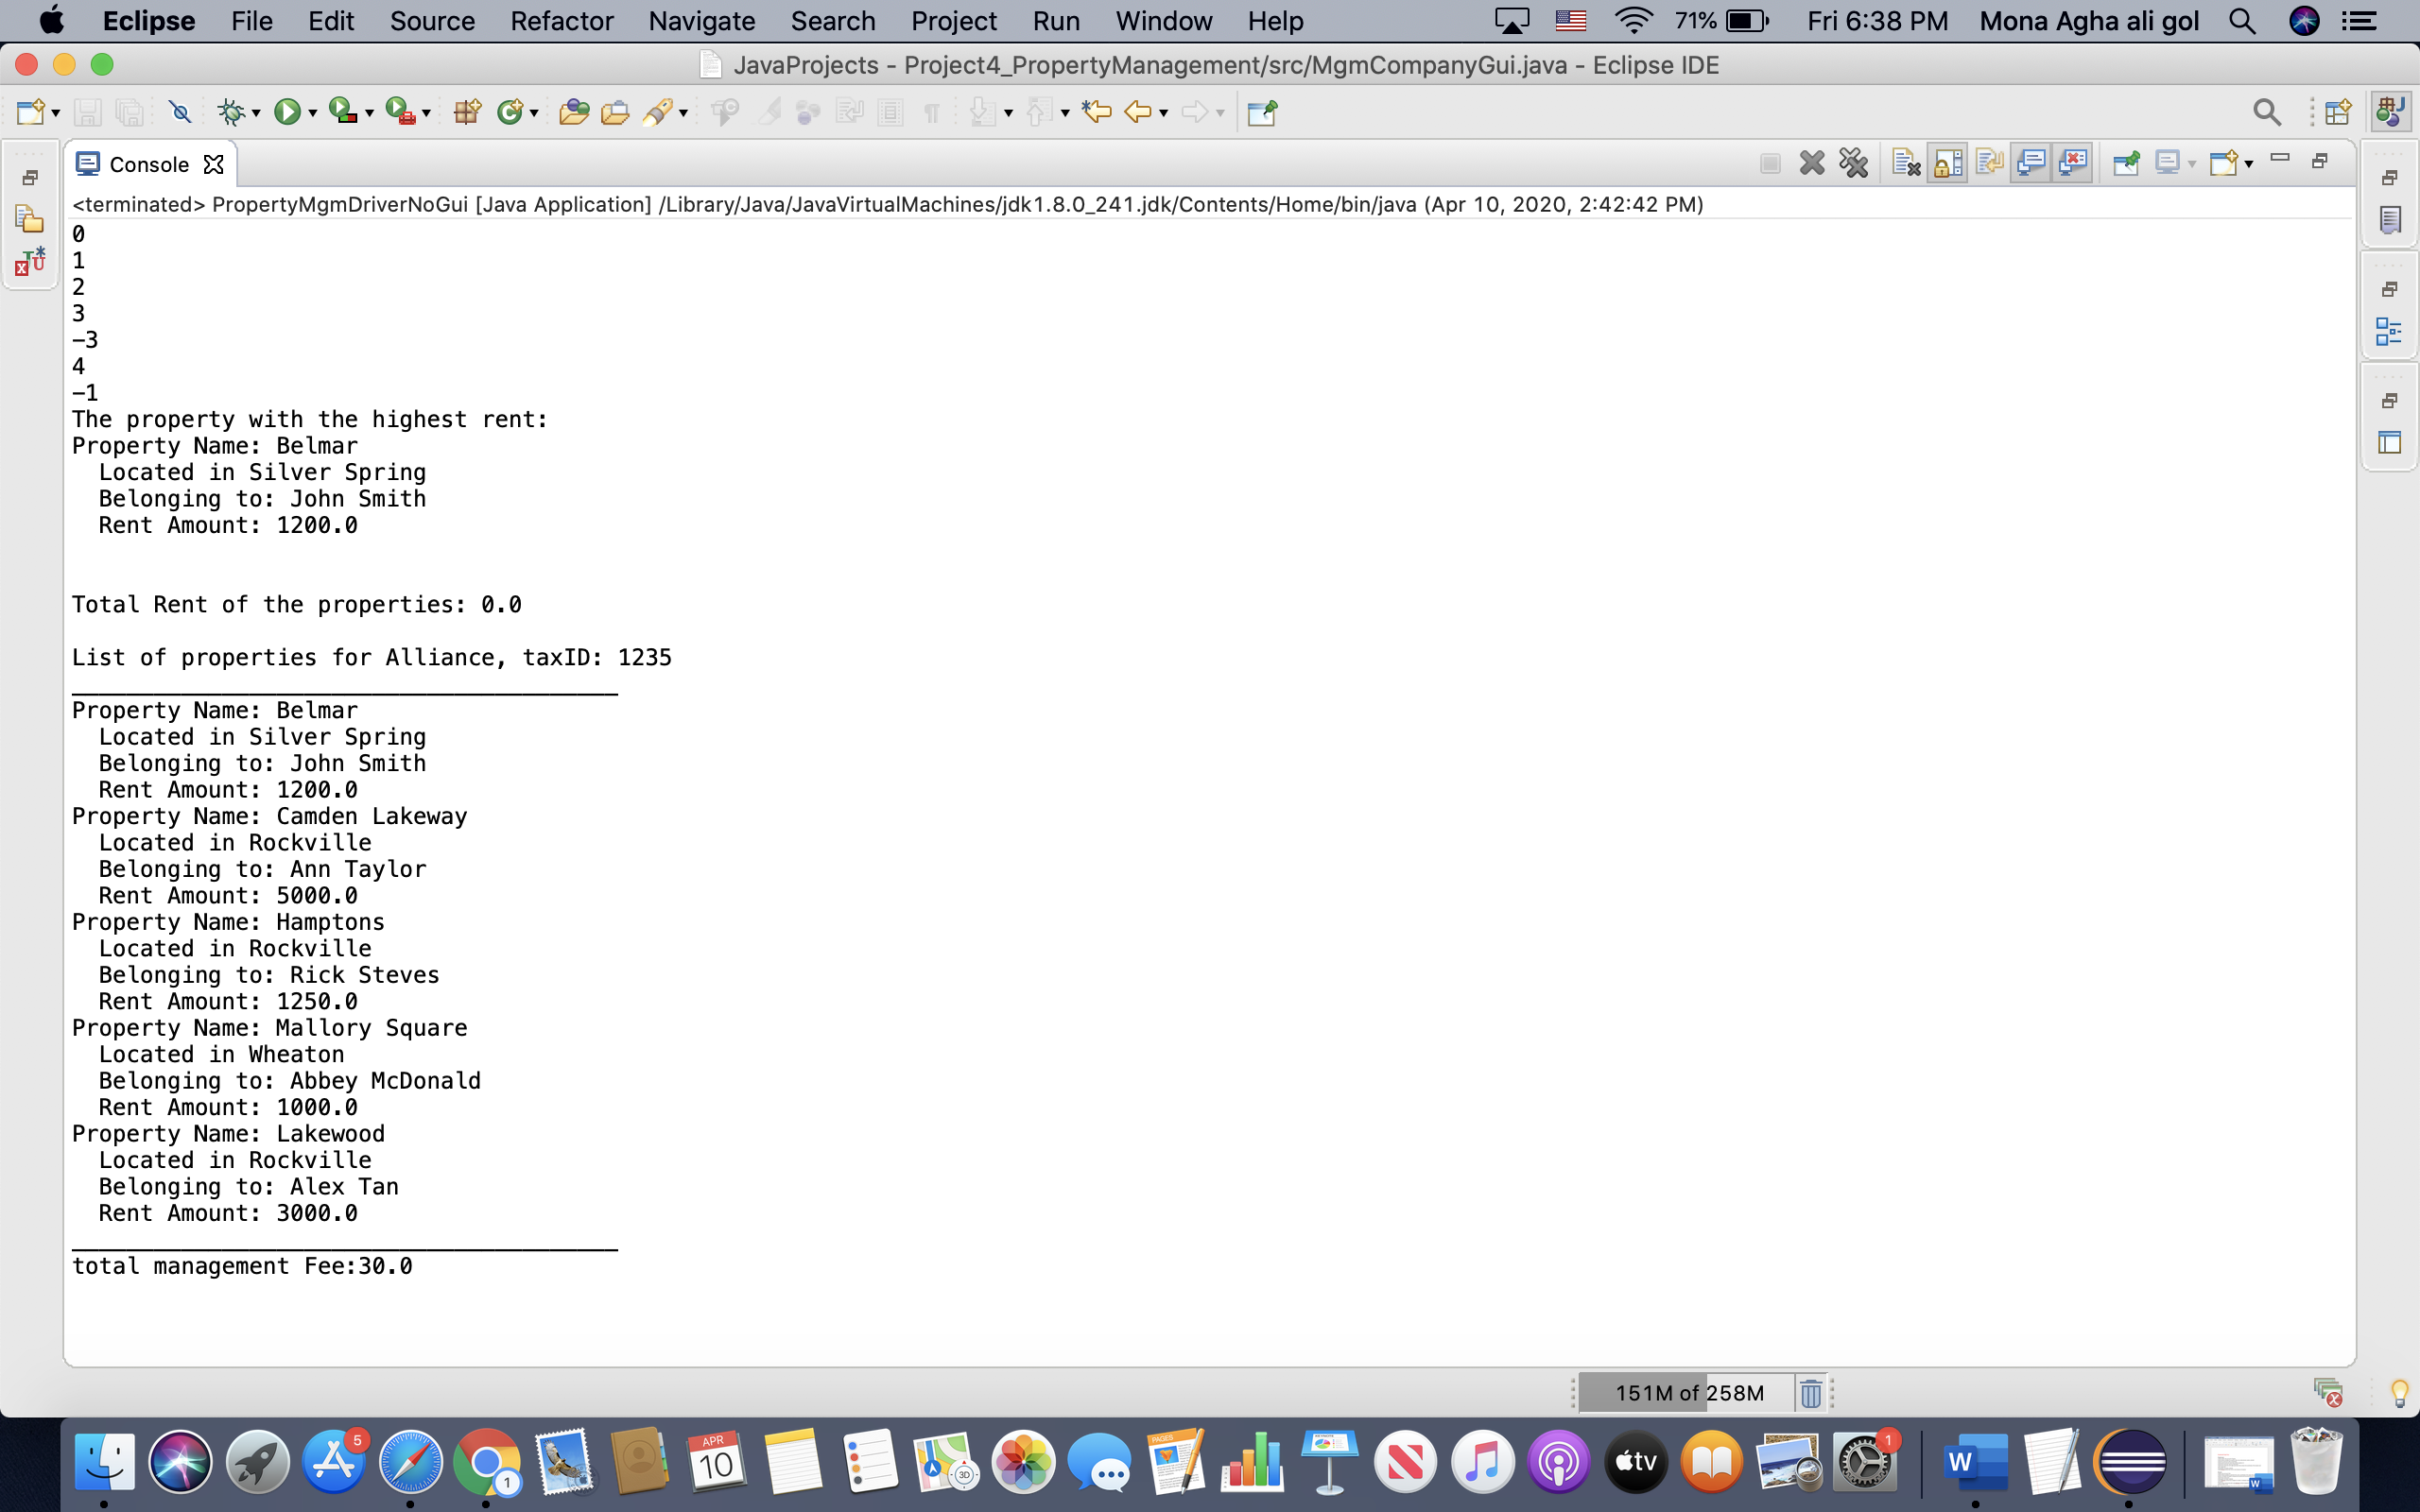 Eclipse File Edit Source Refactor Navigate Search Project Run Window Help 71% Fri 6:38 PM Mona Agha ali gol
JavaProjects - Project4_PropertyManagement/src/MgmCompanyGui.java - Eclipse IDE
Console
<terminated> PropertyMgmDriverNoGui [Java Application] /Library/Java/JavaVirtualMachines/jdk1.8.0_241.jdk/Contents/Home/bin/java (Apr 10, 2020, 2:42:42 PM)
0
1
2
3
-3
4
-1
The property with the highest rent:
Property Name: Belmar
Located in Silver Spring
Belonging to: John Smith
Rent Amount: 1200.0
Total Rent of the properties: 0.0
List of properties for Alliance, taxID: 1235
______________________________________
Property Name: Belmar
Located in Silver Spring
Belonging to: John Smith
Rent Amount: 1200.0
Property Name: Camden Lakeway
Located in Rockville
Belonging to: Ann Taylor
Rent Amount: 5000.0
Property Name: Hamptons
Located in Rockville
Belonging to: Rick Steves
Rent Amount: 1250.0
Property Name: Mallory Square
Located in Wheaton
Belonging to: Abbey McDonald
Rent Amount: 1000.0
Property Name: Lakewood
Located in Rockville
Belonging to: Alex Tan
Rent Amount: 3000.0
______________________________________
total management Fee:30.0
151M of 258M
5
1
APR
10
3D
PAGES
tv
1
W